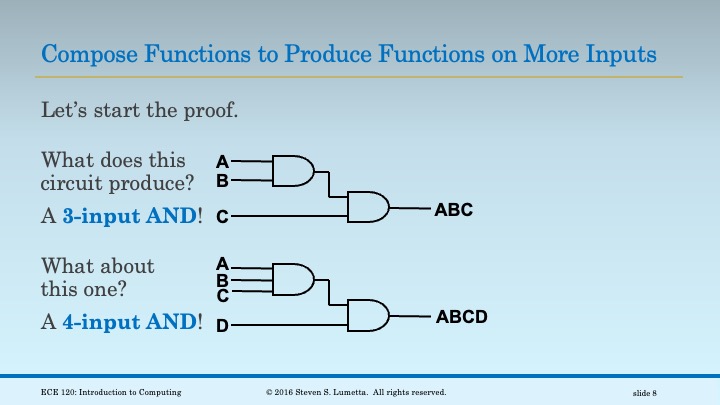 Compose Functions to Produce Functions on More Inputs
Let’s start the proof.
What does this
circuit produce?
A 3-input AND!
A
B
C
ABC
What about
this one?
A 4-input AND!
A
B
C
D
ABCD
ECE 120: Introduction to Computing
© 2016 Steven S. Lumetta. All rights reserved.
slide 8